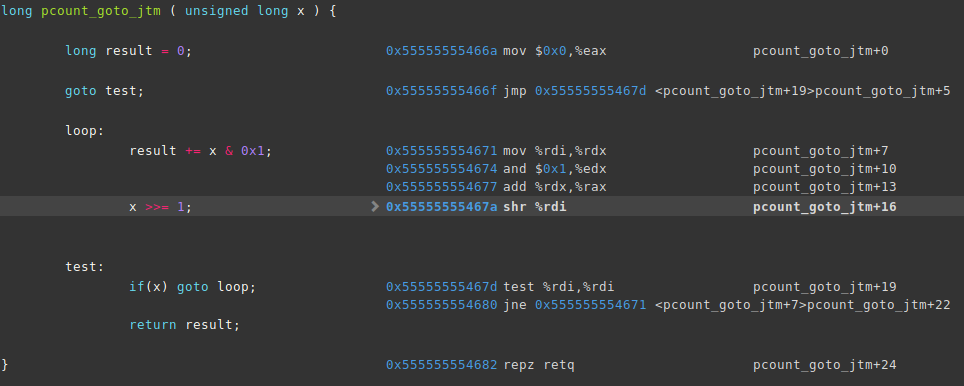 long pcount_goto_jtm ( unsigned long x ) {
long result = 0; 0x55555555466a mov $0x0,%eax pcount_goto_jtm+0
goto test; 0x55555555466f jmp 0x55555555467d <pcount_goto_jtm+19>pcount_goto_jtm+5
loop:
result += x & 0x1; 0x555555554671 mov %rdi,%rdx pcount_goto_jtm+7
0x555555554674 and $0x1,%edx pcount_goto_jtm+10
0x555555554677 add %rdx,%rax pcount_goto_jtm+13
x >>= 1; 0x55555555467a shr %rdi pcount_goto_jtm+16
test:
if(x) goto loop; 0x55555555467d test %rdi,%rdi pcount_goto_jtm+19
0x555555554680 jne 0x555555554671 <pcount_goto_jtm+7>pcount_goto_jtm+22
return result;
} 0x555555554682 repz retq pcount_goto_jtm+24